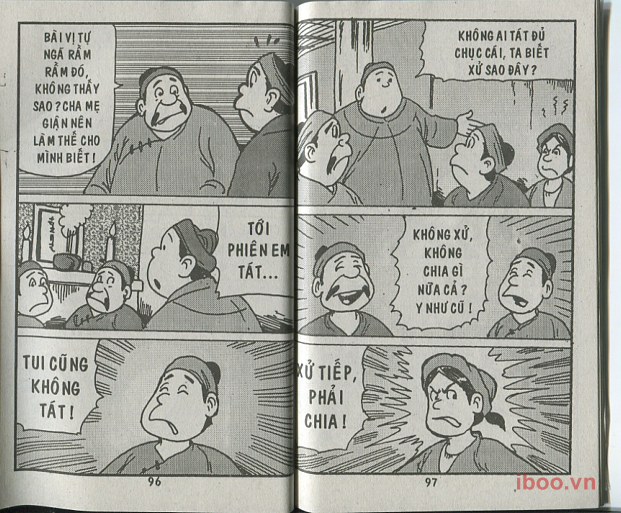 BÀI VỊ TỰ
NGÃ RẦM
RẦM ĐÓ,
KHÔNG THẤY
SAO? CHA MẸ
GIẬN NÊN
LÀM THẾ CHO
MÌNH BIẾT!
TỚI
PHIÊN EM
TÁT...
TUI CŨNG
KHÔNG
TÁT!
96
KHÔNG AI TÁT ĐỦ
CHỤC CÁI, TA BIẾT
XỬ SAO ĐÂY?
KHÔNG XỬ,
KHÔNG
CHIA GÌ
NỮA CẢ?
Y NHƯ CŨ!
XỬ TIẾP,
PHẢI
CHIA!
97
iboo.vn